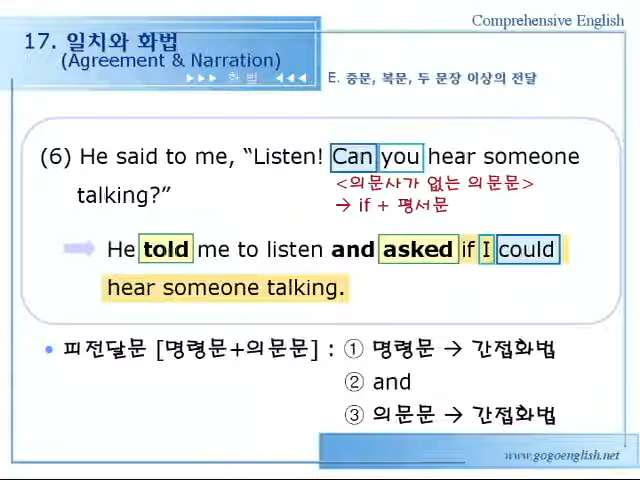 Comprehensive English
17. 일치와 화법
(Agreement & Narration)
▶▶▶ 화 법 ◀◀◀
E. 중문, 복문, 두 문장 이상의 전달
(6) He said to me, “Listen! Can you hear someone
talking?”
<의문사가 없는 의문문>
→ if + 평서문
He told me to listen and asked if I could
hear someone talking.
• 피전달문 [명령문+의문문] : ① 명령문 → 간접화법
② and
③ 의문문 → 간접화법
www.gogoenglish.net